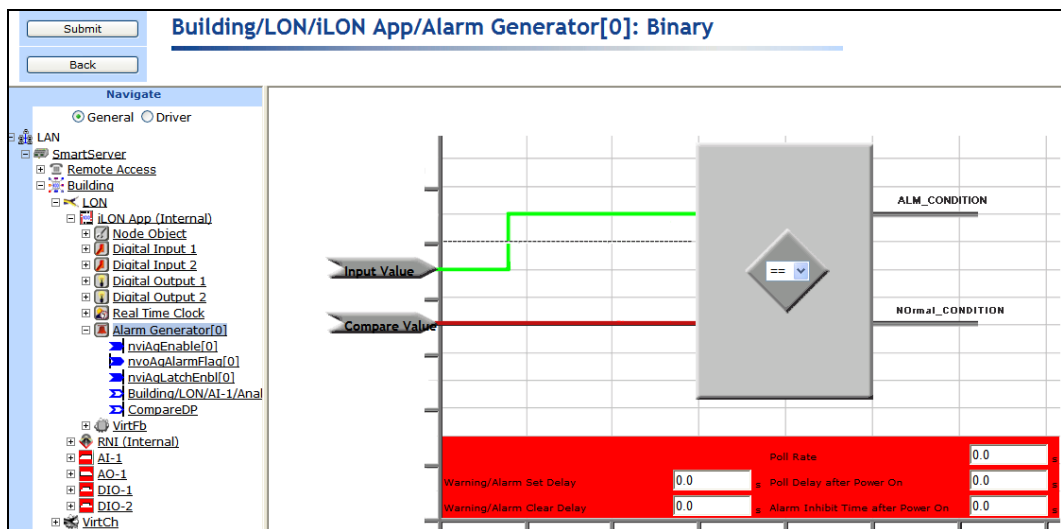 Submit
Building/LON/iLON App/Alarm Generator[0]: Binary
Back
Navigate
General Driver
LAN
SmartServer
Remote Access
Building
LON
iLON App (Internal)
Node Object
Digital Input 1
Digital Input 2
Digital Output 1
Digital Output 2
Real Time Clock
Alarm Generator[0]
nviAgEnable[0]
nvoAgAlarmFlag[0]
nviAgLatchEnbl[0]
Building/LON/AI-1/Anal
CompareDP
VirtFb
RNI (Internal)
AI-1
AO-1
DIO-1
DIO-2
VirtCh
ALM_CONDITION
Input Value
==
NOrmal_CONDITION
Compare Value
Poll Rate 0.0 s
Warning/Alarm Set Delay 0.0 s Poll Delay after Power On 0.0 s
Warning/Alarm Clear Delay 0.0 s Alarm Inhibit Time after Power On 0.0 s